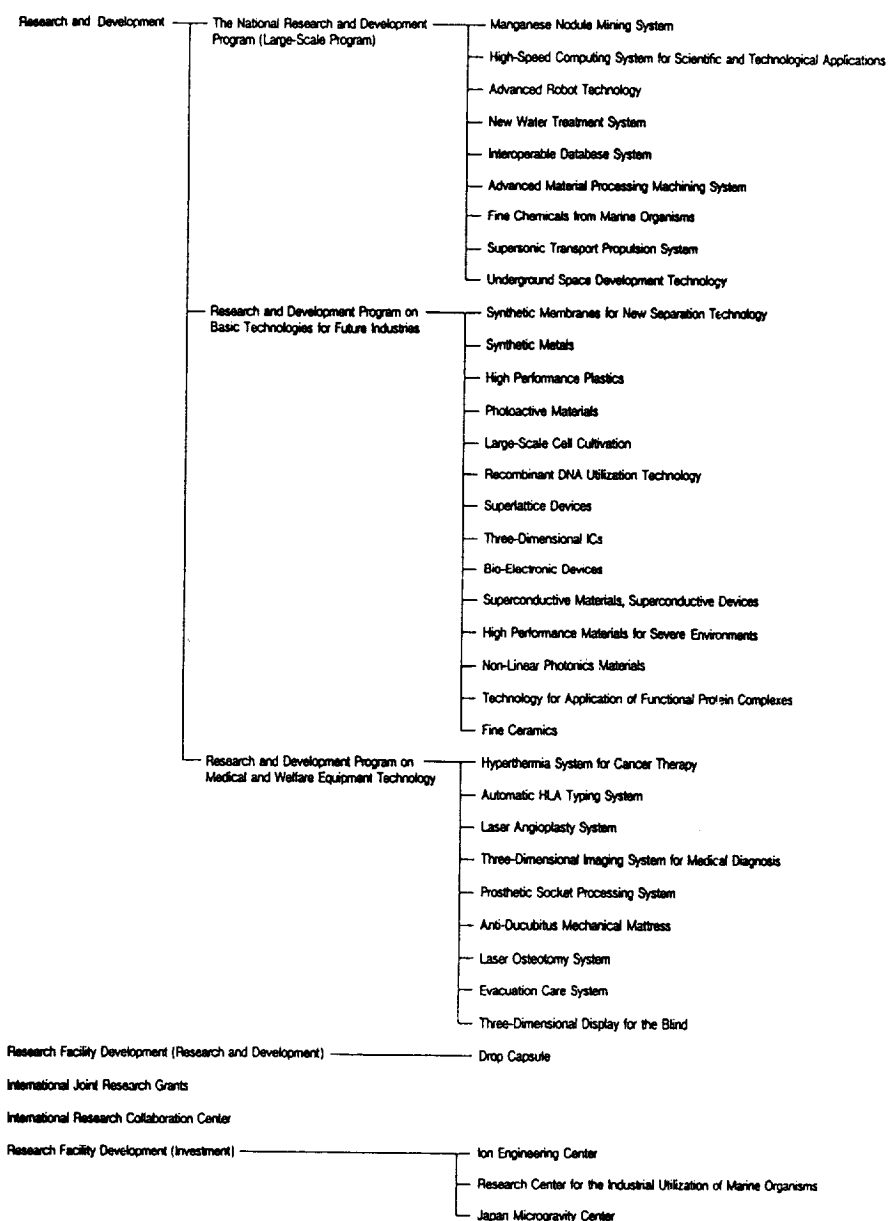 Research and Development
The National Research and Development
Program (Large-Scale Program)
Manganese Nodule Mining System
High-Speed Computing System for Scientific and Technological Applications
Advanced Robot Technology
New Water Treatment System
Interoperable Database System
Advanced Material Processing Machining System
Fine Chemicals from Marine Organisms
Supersonic Transport Propulsion System
Underground Space Development Technology
Research and Development Program on
Basic Technologies for Future Industries
Synthetic Membranes for New Separation Technology
Synthetic Metals
High Performance Plastics
Photoactive Materials
Large-Scale Cell Cultivation
Recombinant DNA Utilization Technology
Superlattice Devices
Three-Dimensional ICs
Bio-Electronic Devices
Superconductive Materials, Superconductive Devices
High Performance Materials for Severe Environments
Non-Linear Photonics Materials
Technology for Application of Functional Protein Complexes
Fine Ceramics
Research and Development Program on
Medical and Welfare Equipment Technology
Hyperthermia System for Cancer Therapy
Automatic HLA Typing System
Laser Angioplasty System
Three-Dimensional Imaging System for Medical Diagnosis
Prosthetic Socket Processing System
Anti-Ducubitus Mechanical Mattress
Laser Osteotomy System
Evacuation Care System
Three-Dimensional Display for the Blind
Research Facility Development (Research and Development)
Drop Capsule
International Joint Research Grants
International Research Collaboration Center
Research Facility Development (Investment)
Ion Engineering Center
Research Center for the Industrial Utilization of Marine Organisms
Japan Microgravity Center